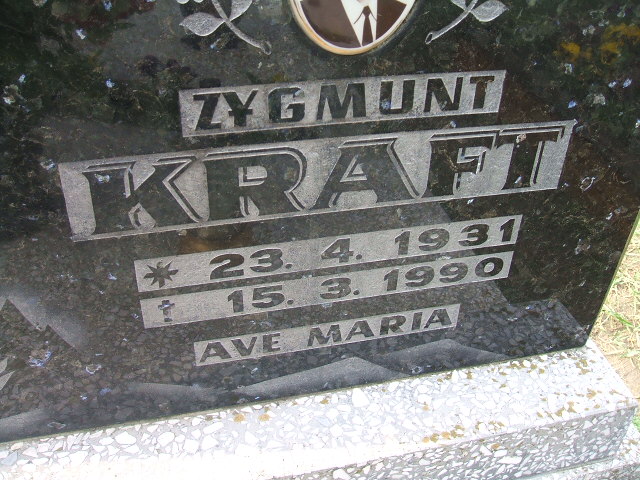 ZYGMUNT
KRAFT
* 23. 4. 1931
† 15. 3. 1990
AVE MARIA